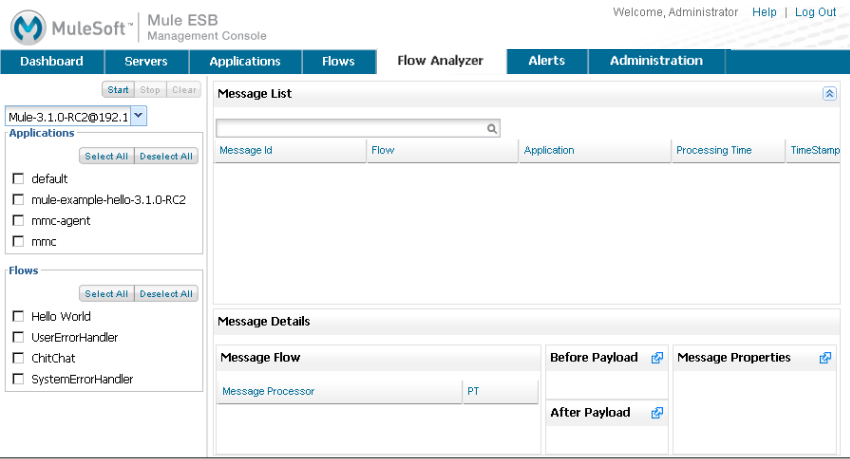 Welcome, Administrator Help | Log Out
MuleSoft™ Mule ESB
Management Console
Dashboard Servers Applications Flows Flow Analyzer Alerts Administration
Start Stop Clear
Mule-3.1.0-RC2@192.1
Applications
Select All Deselect All
default
mule-example-hello-3.1.0-RC2
mmc-agent
mmc
Flows
Select All Deselect All
Hello World
UserErrorHandler
ChitChat
SystemErrorHandler
Message List
Message Id Flow Application Processing Time TimeStamp
Message Details
Message Flow
Message Processor PT
Before Payload
After Payload
Message Properties